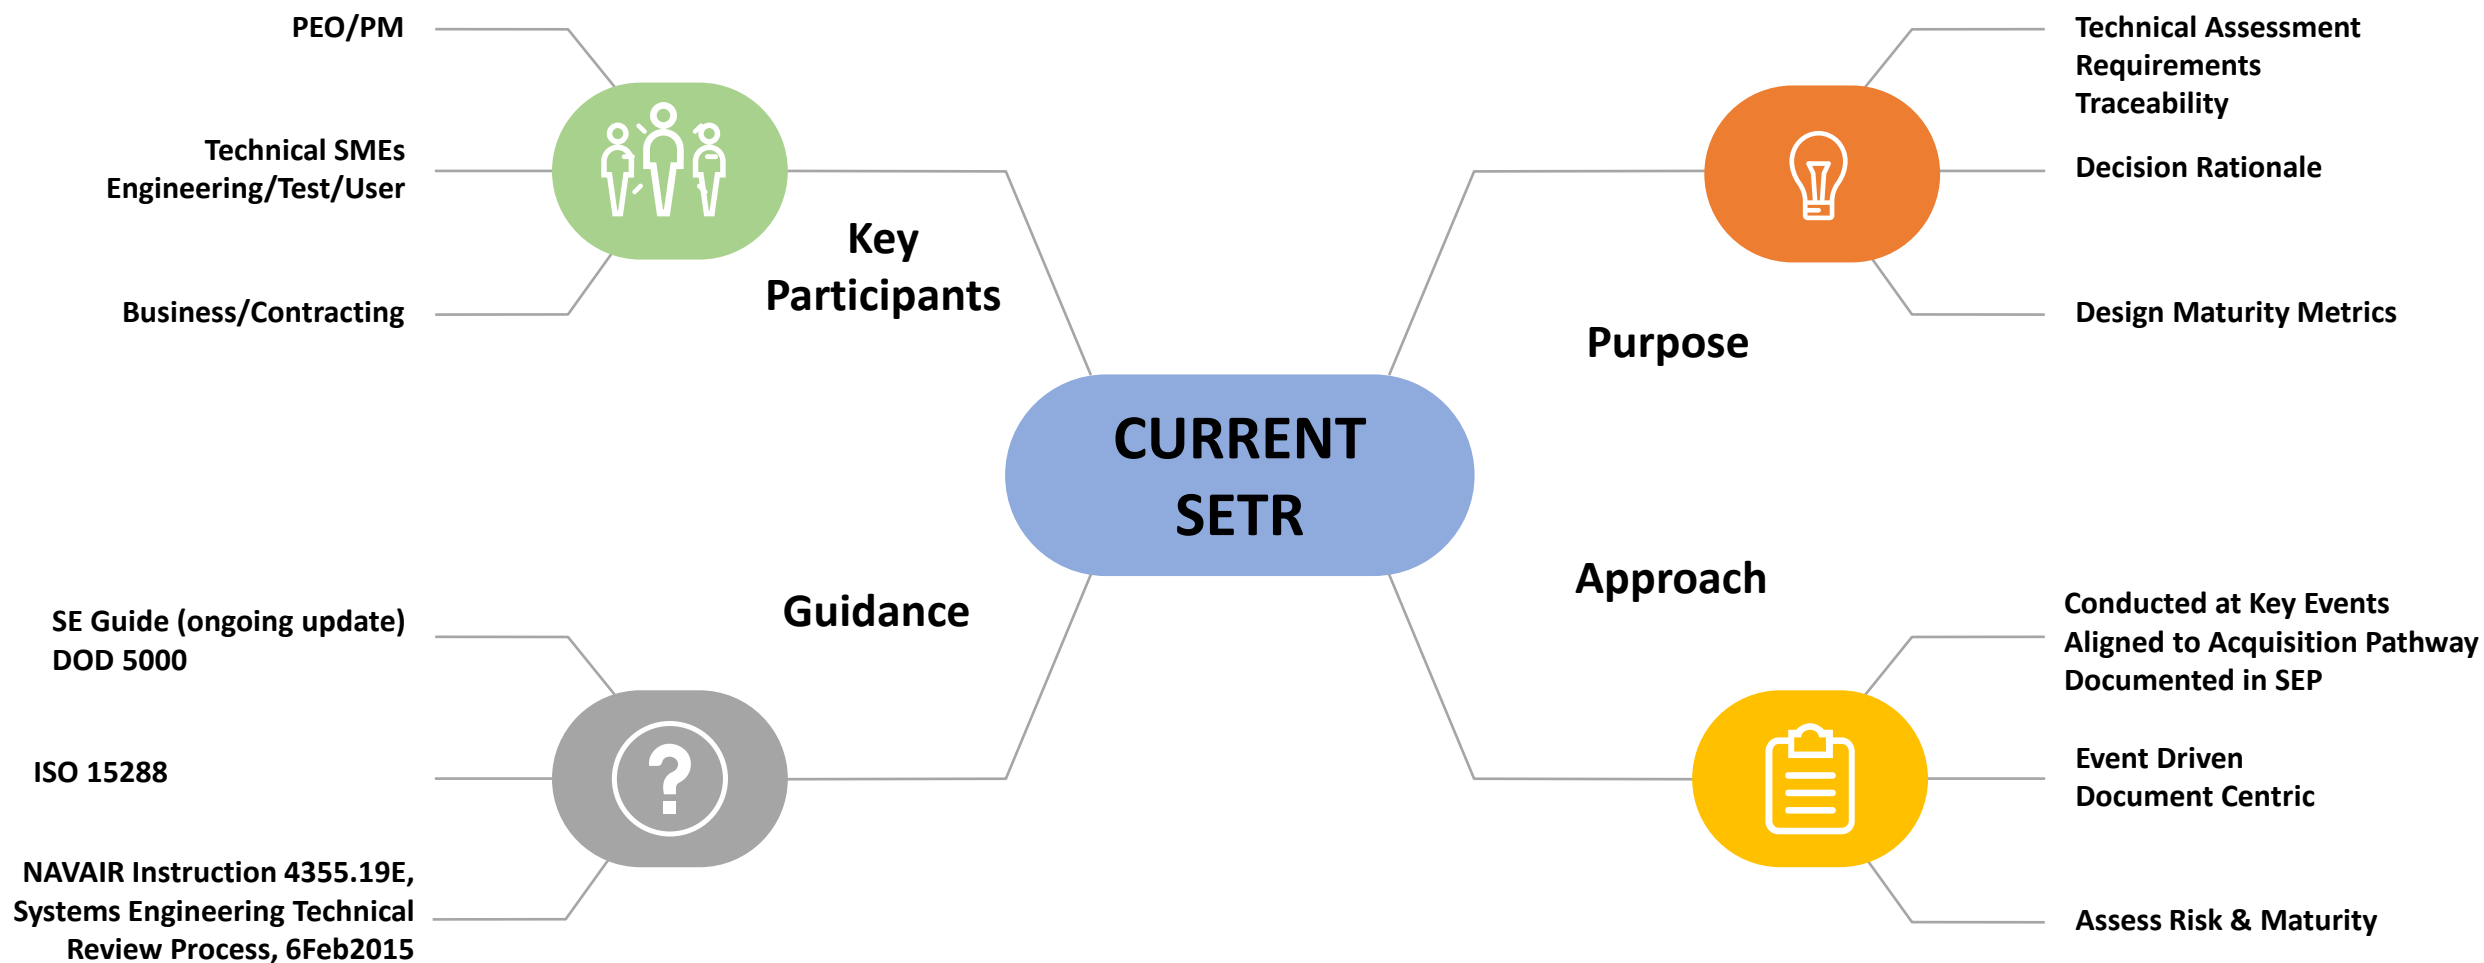 PEO/PM
Technical SMEs
Engineering/Test/User
Business/Contracting
Key
Participants
Technical Assessment
Requirements
Traceability
Decision Rationale
Design Maturity Metrics
Purpose
CURRENT
SETR
Guidance
SE Guide (ongoing update)
DOD 5000
ISO 15288
NAVAIR Instruction 4355.19E,
Systems Engineering Technical
Review Process, 6Feb2015
Approach
Conducted at Key Events
Aligned to Acquisition Pathway
Documented in SEP
Event Driven
Document Centric
Assess Risk & Maturity